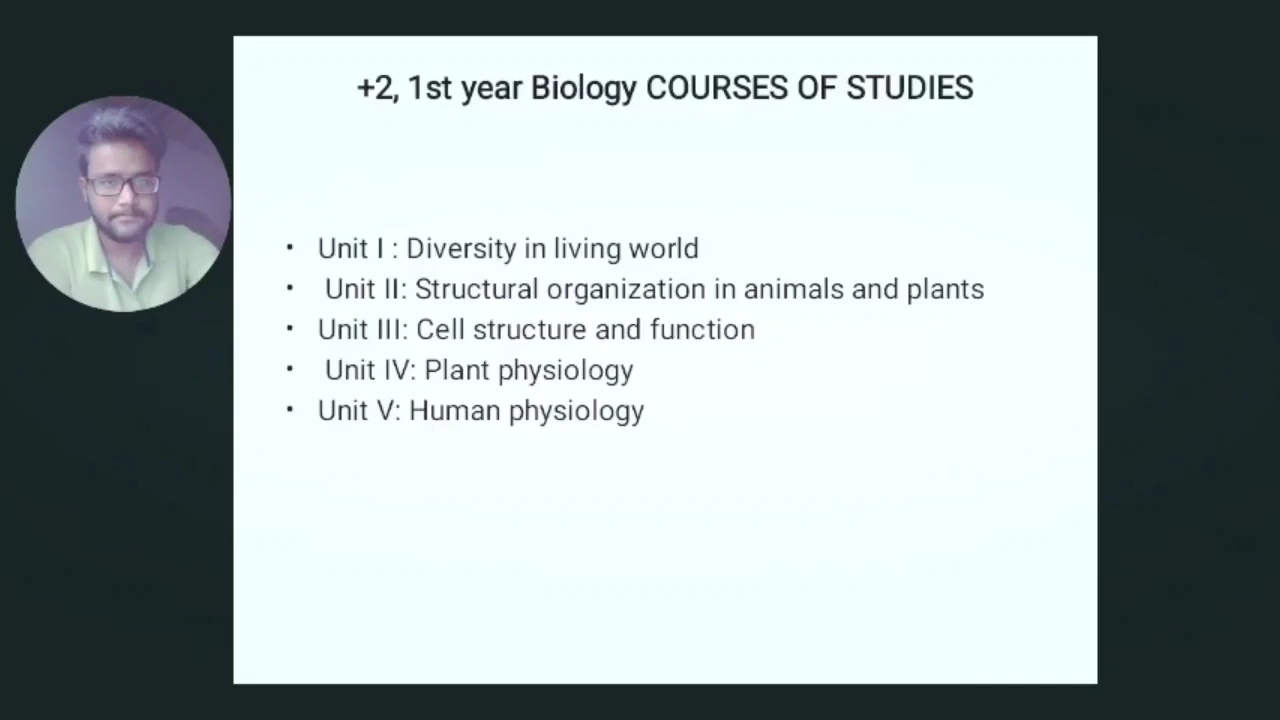 +2, 1st year Biology COURSES OF STUDIES
• Unit I : Diversity in living world
• Unit II: Structural organization in animals and plants
• Unit III: Cell structure and function
• Unit IV: Plant physiology
• Unit V: Human physiology